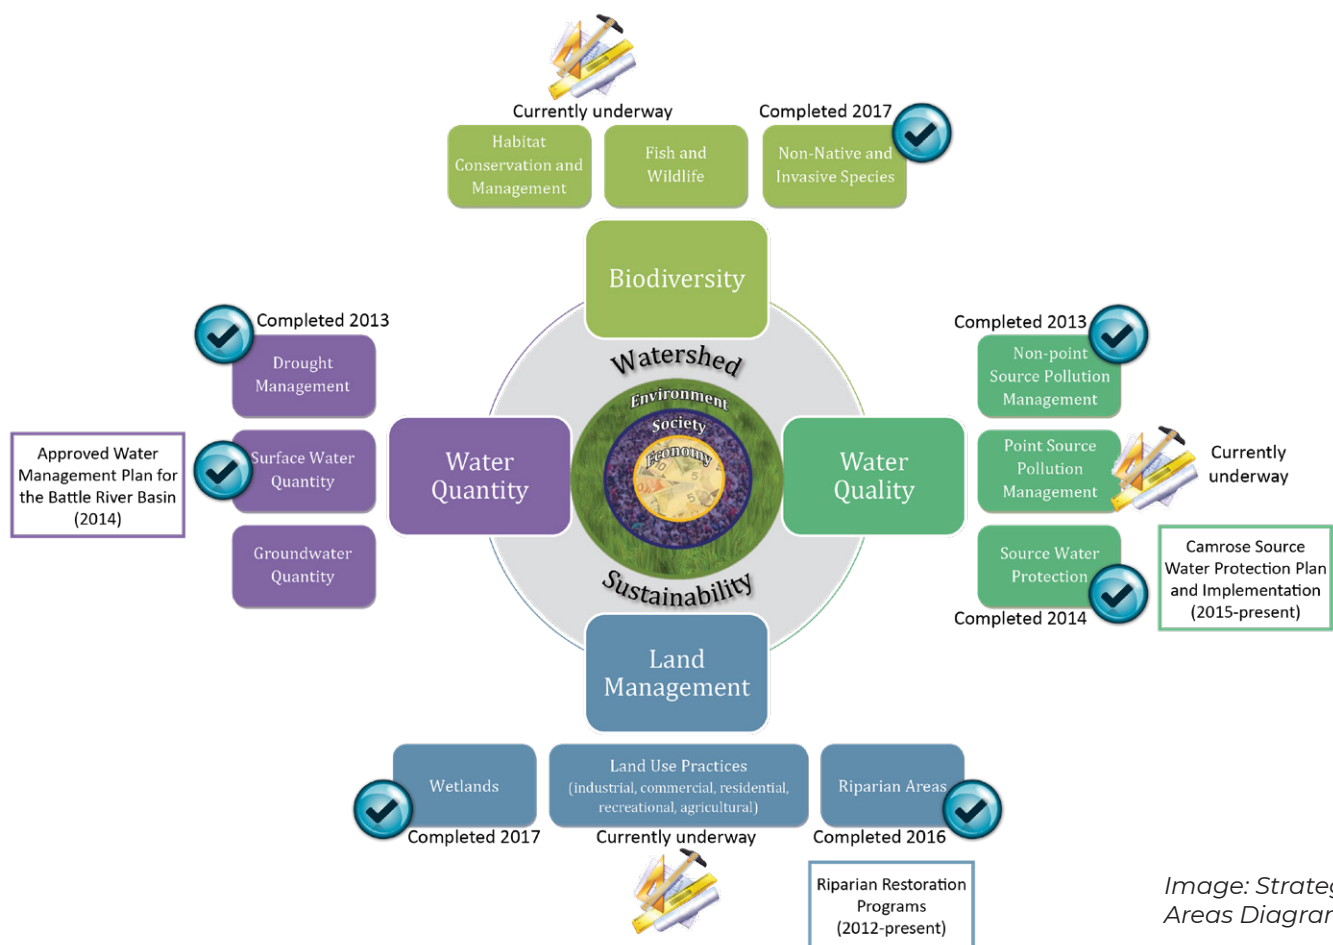 Currently underway
Completed 2017
Habitat
Conservation and
Management
Fish and
Wildlife
Non-Native and
Invasive Species
Biodiversity
Completed 2013
Drought
Management
Approved Water
Management Plan for
the Battle River Basin
(2014)
Surface Water
Quantity
Groundwater
Quantity
Water
Quantity
Watershed
Environment
Society
Economy
Sustainability
Water
Quality
Completed 2013
Non-point
Source Pollution
Management
Point Source
Pollution
Management
Currently
underway
Source Water
Protection
Completed 2014
Camrose Source
Water Protection Plan
and Implementation
(2015-present)
Land
Management
Wetlands
Completed 2017
Land Use Practices
(industrial, commercial, residential,
recreational, agricultural)
Currently underway
Riparian Areas
Completed 2016
Riparian Restoration
Programs
(2012-present)
Image:
Areas